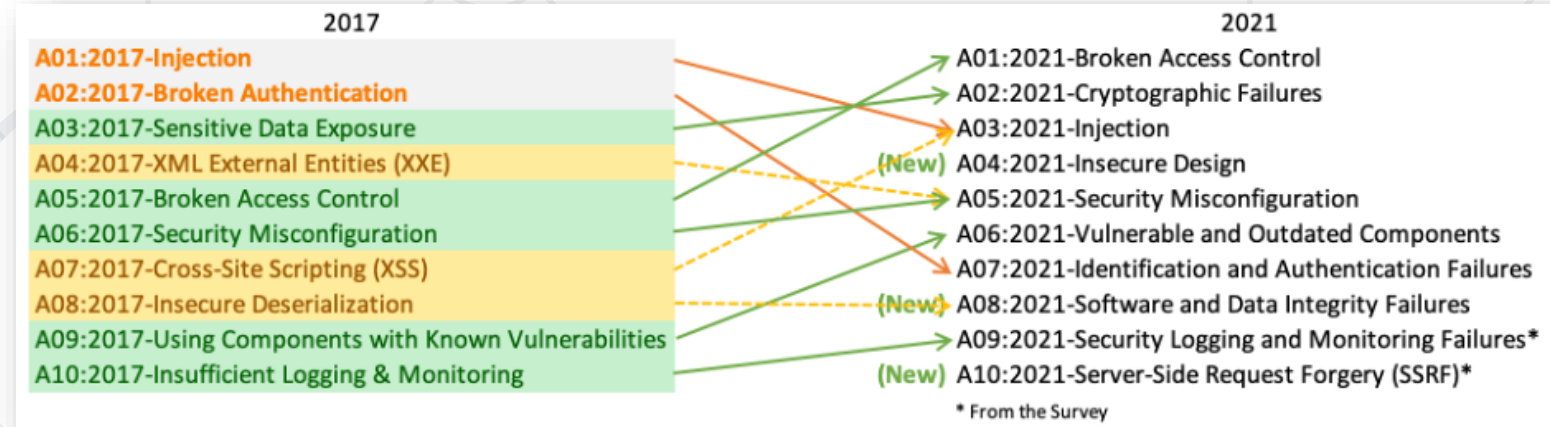 2017
2021
A01:2017-Injection
A01:2021-Broken Access Control
A02:2017-Broken Authentication
A02:2021-Cryptographic Failures
A03:2017-Sensitive Data Exposure
A03:2021-Injection
A04:2017-XML External Entities (XXE)
(New) A04:2021-Insecure Design
A05:2017-Broken Access Control
A05:2021-Security Misconfiguration
A06:2017-Security Misconfiguration
A06:2021-Vulnerable and Outdated Components
A07:2017-Cross-Site Scripting (XSS)
A07:2021-Identification and Authentication Failures
A08:2017-Insecure Deserialization
(New) A08:2021-Software and Data Integrity Failures
A09:2017-Using Components with Known Vulnerabilities
A09:2021-Security Logging and Monitoring Failures*
A10:2017-Insufficient Logging & Monitoring
(New) A10:2021-Server-Side Request Forgery (SSRF)*
* From the Survey